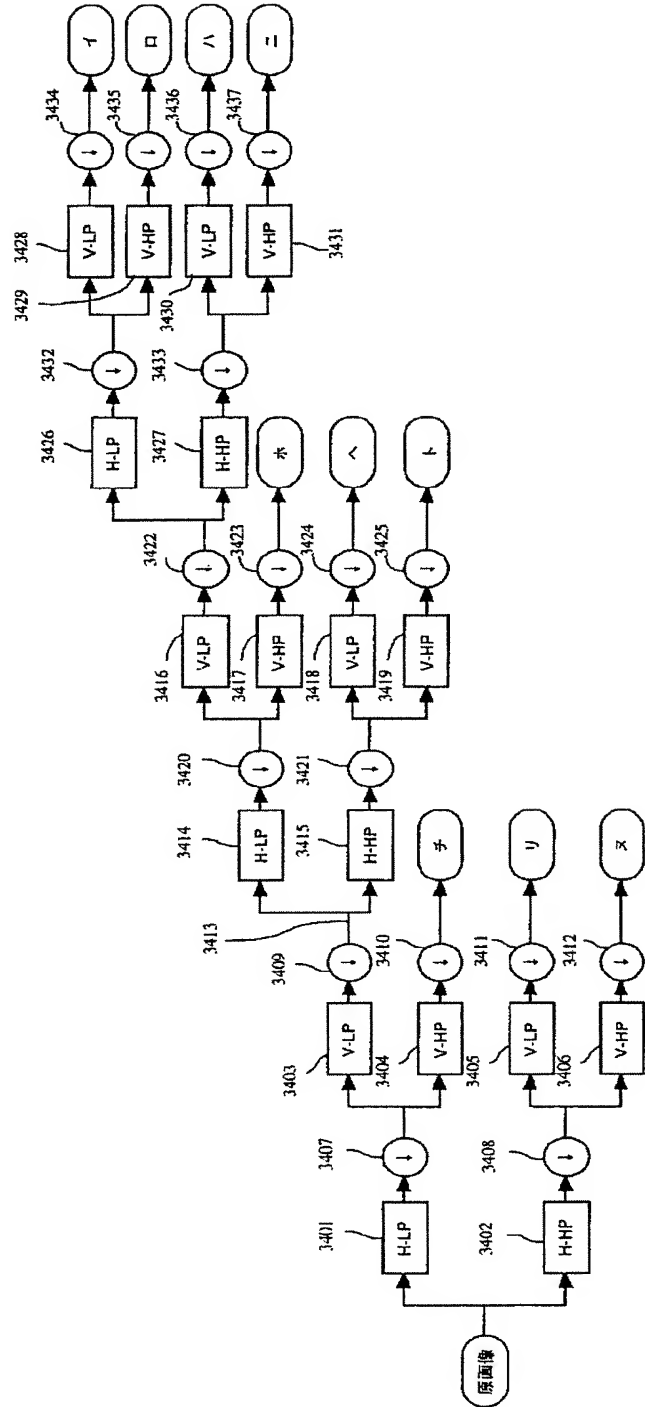 原画像
3401
H-LP
3402
H-HP
3407
↓
3408
↓
3403
V-LP
3404
V-HP
3405
V-LP
3406
V-HP
3409
↓
3410
↓
チ
3411
↓
リ
3412
↓
ヌ
3413
3414
H-LP
3415
H-HP
3420
↓
3421
↓
3416
V-LP
3417
V-HP
3418
V-LP
3419
V-HP
3422
↓
3423
↓
ホ
3424
↓
ヘ
3425
↓
ト
3426
H-LP
3427
H-HP
3432
↓
3433
↓
3428
V-LP
3429
V-HP
3430
V-LP
3431
V-HP
3434
↓
イ
3435
↓
ロ
3436
↓
ハ
3437
↓
ニ